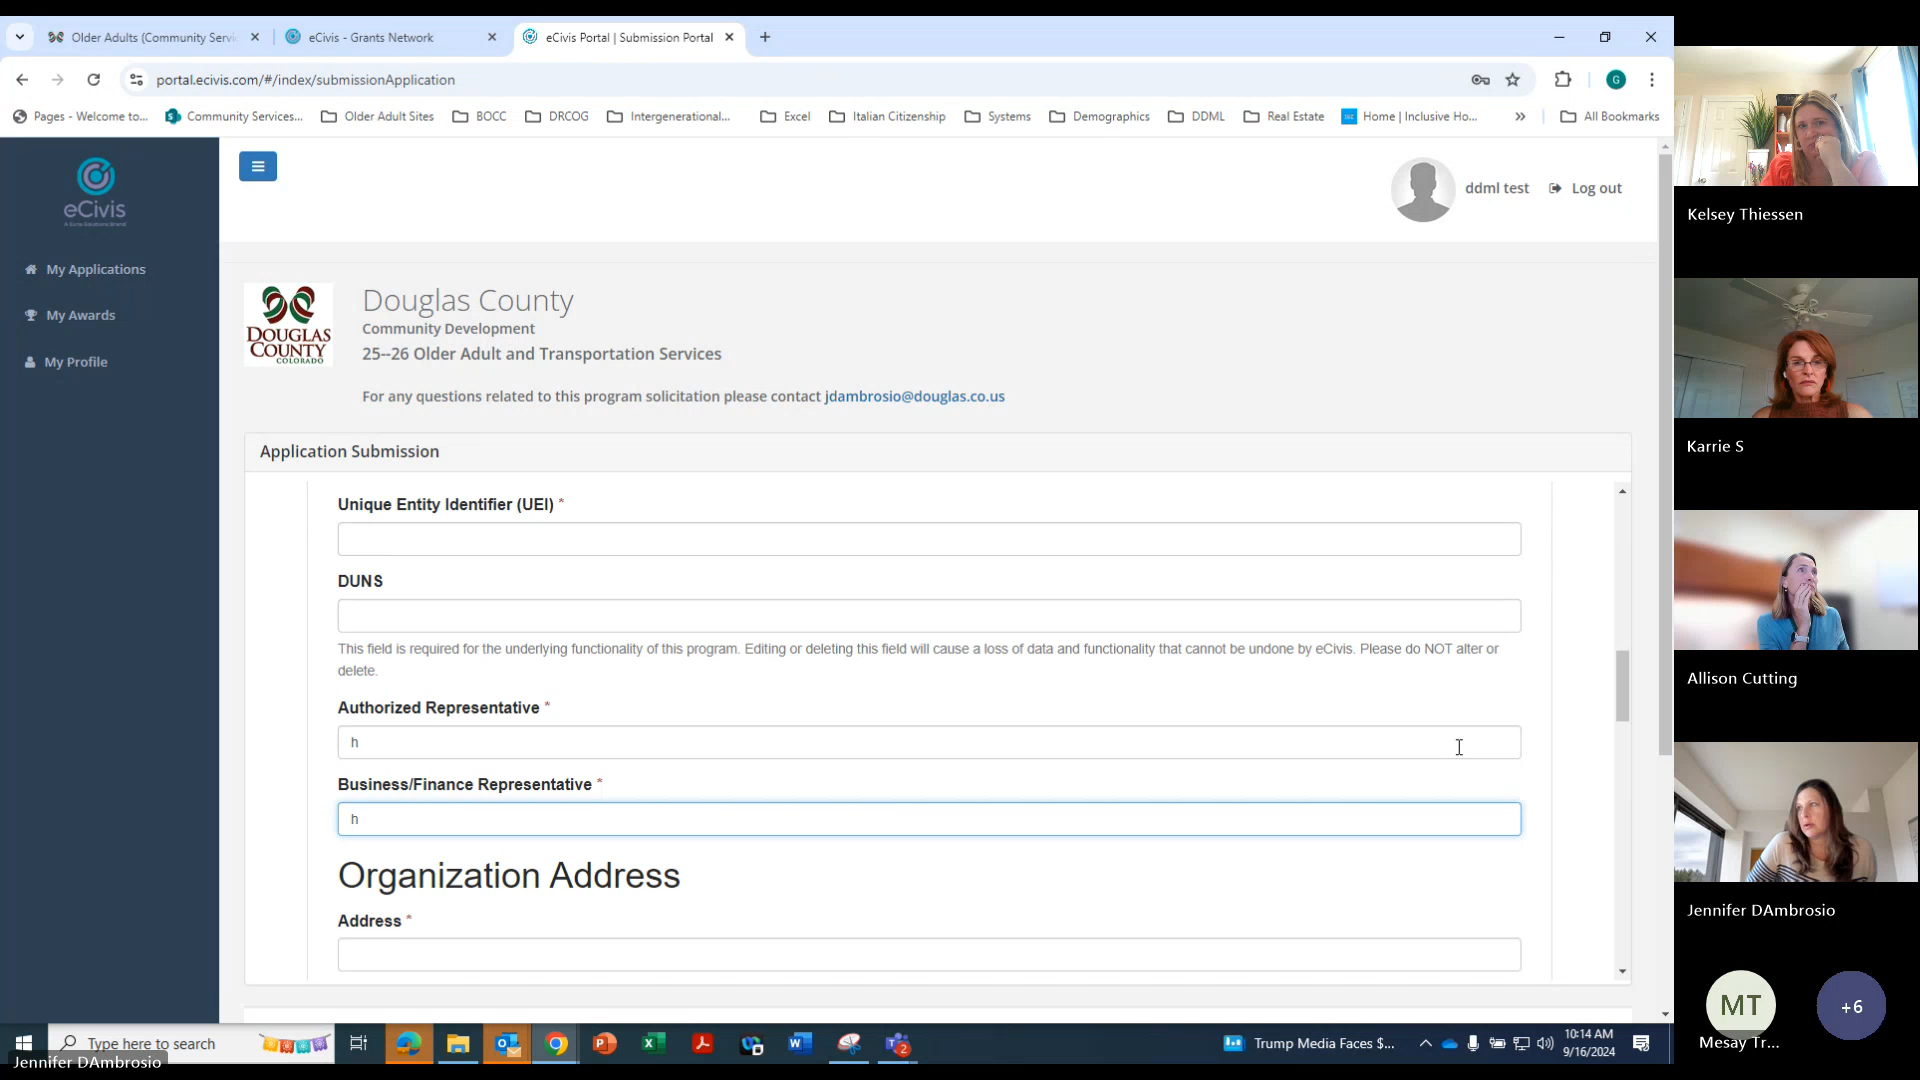 Older Adults (Community Servi
eCivis - Grants Network
eCivis Portal | Submission Portal
portal.ecivis.com/#/index/submissionApplication
G
Pages - Welcome to...
Community Services...
Older Adult Sites
BOCC
DRCOG
Intergenerational...
Excel
Italian Citizenship
Systems
Demographics
DDML
Real Estate
Home | Inclusive Ho...
»
All Bookmarks
eCivis
My Applications
My Awards
My Profile
ddml test
Log out
DOUGLAS
COUNTY
COLORADO
Douglas County
Community Development
25--26 Older Adult and Transportation Services
For any questions related to this program solicitation please contact jdambrosio@douglas.co.us
Application Submission
Unique Entity Identifier (UEI) *
DUNS
This field is required for the underlying functionality of this program. Editing or deleting this field will cause a loss of data and functionality that cannot be undone by eCivis. Please do NOT alter or
delete.
Authorized Representative *
h
Business/Finance Representative *
h
Organization Address
Address *
Type here to search
Trump Media Faces $...
10:14 AM
9/16/2024
Jennifer DAmbrosio
Kelsey Thiessen
Karrie S
Allison Cutting
Jennifer DAmbrosio
MT
+6
Mesay Tr...